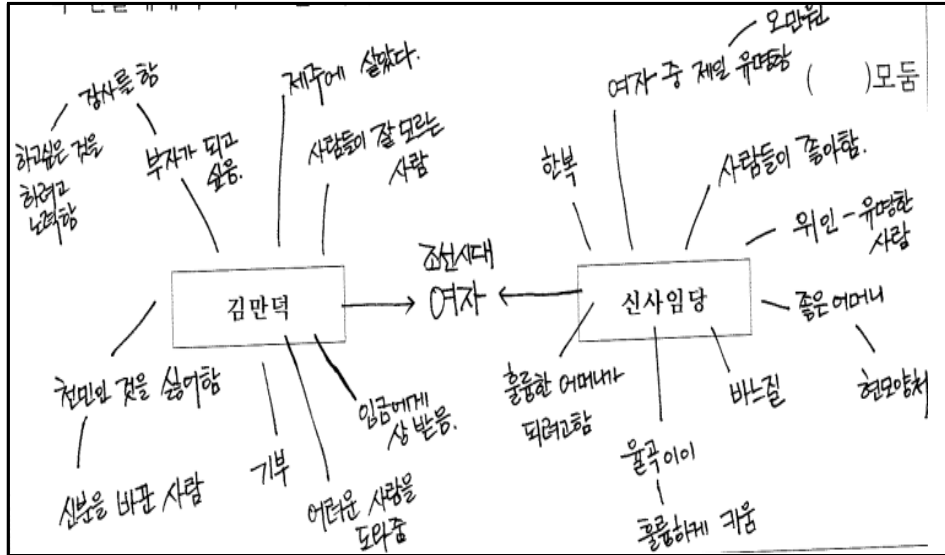 오만원
여자 중 제일 유명함
(      )모둠
제주에 살았다.
장사를 함
사람들이 잘 모르는
사람
하고싶은 것을
하려고
노력함
부자가 되고
싶음.
한복
사람들이 좋아함.
위인 - 유명한
사람
조선시대
여자
김만덕
신사임당
좋은 어머니
현모양처
천민인 것을 싫어함
신분을 바꾼 사람
기부
임금에게
상 받음.
어려운 사람을
도와줌
훌륭한 어머니가
되려고함
율곡이이
훌륭하게 키움
바느질